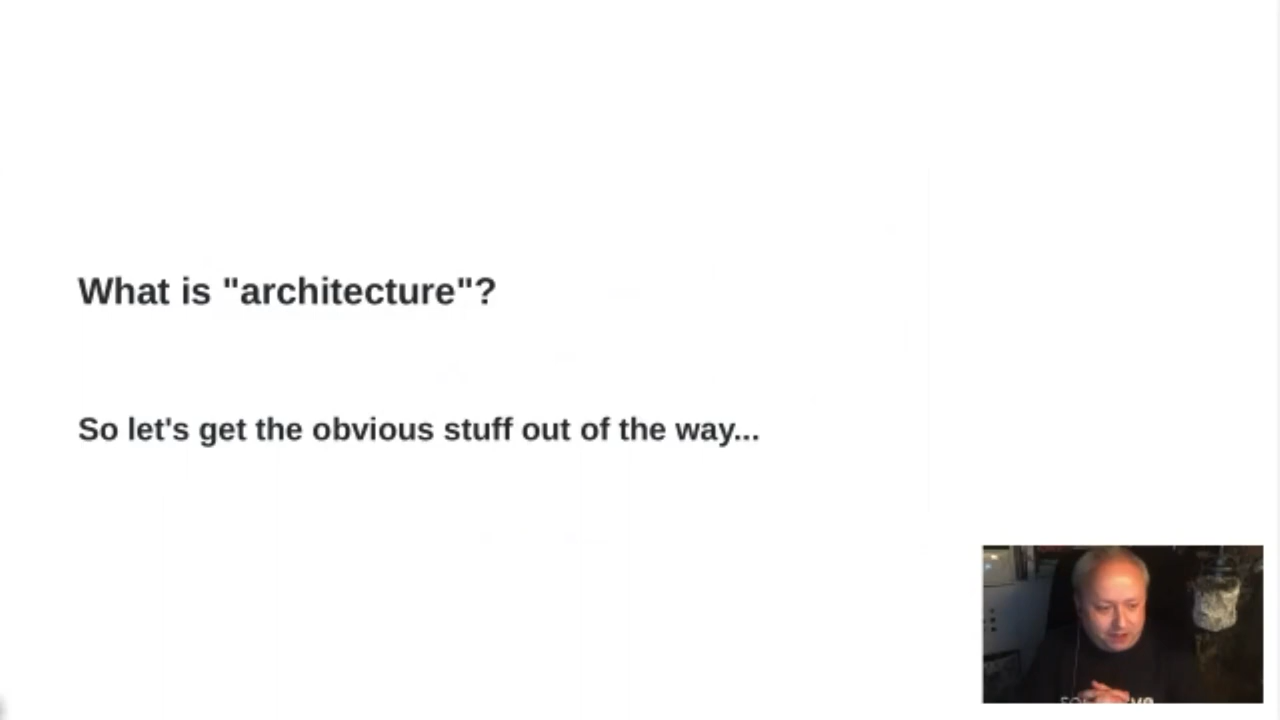 What is "architecture"?
So let's get the obvious stuff out of the way...